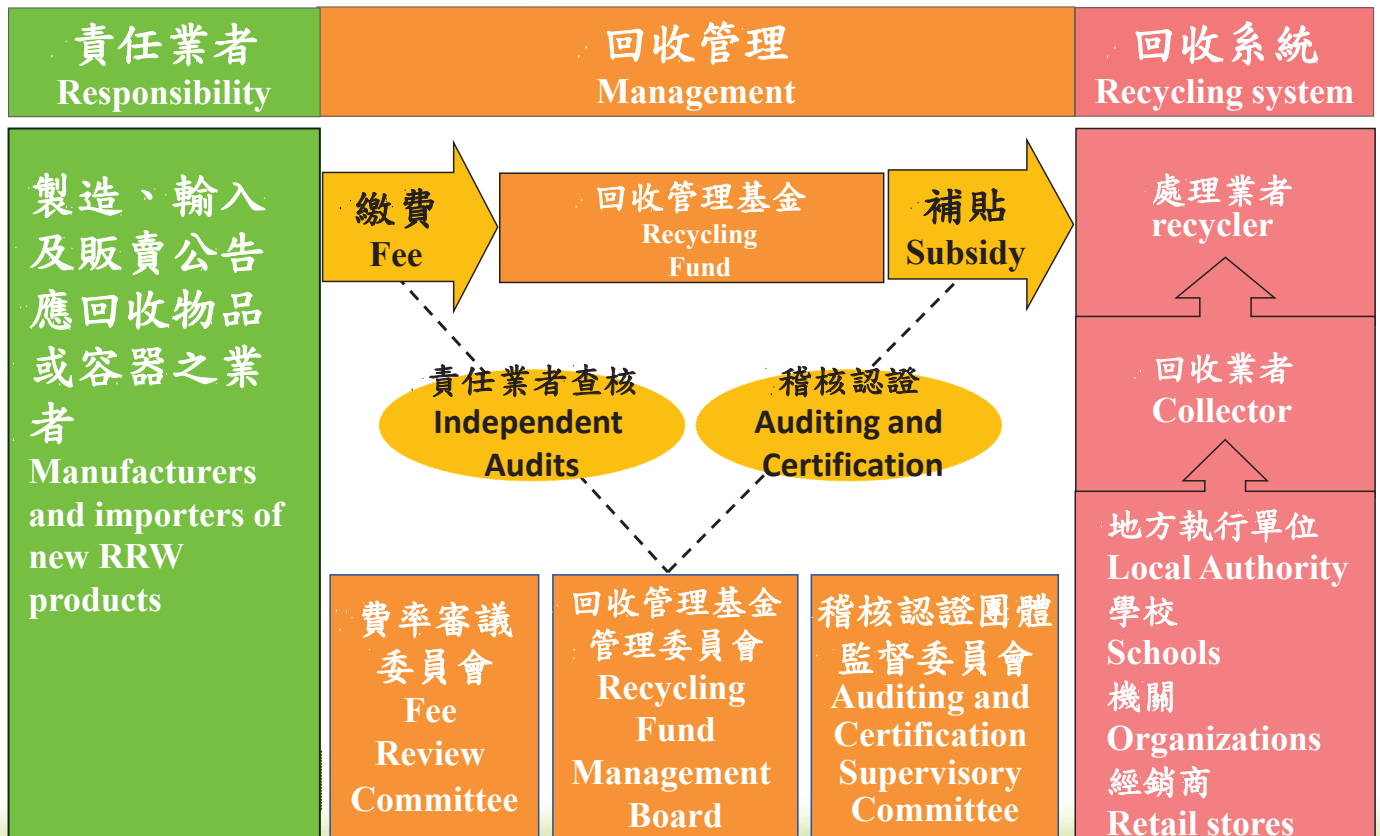 責任業者
Responsibility
回收管理
Management
回收系統
Recycling system
製造、輸入
及販賣公告
應回收物品
或容器之業
者
Manufacturers
and importers of
new RRW
products
繳費
Fee
回收管理基金
Recycling
Fund
補貼
Subsidy
責任業者查核
Independent
Audits
稽核認證
Auditing and
Certification
費率審議
委員會
Fee
Review
Committee
回收管理基金
管理委員會
Recycling
Fund
Management
Board
稽核認證團體
監督委員會
Auditing and
Certification
Supervisory
Committee
處理業者
recycler
回收業者
Collector
地方執行單位
Local Authority
學校
Schools
機關
Organizations
經銷商
Retail stores